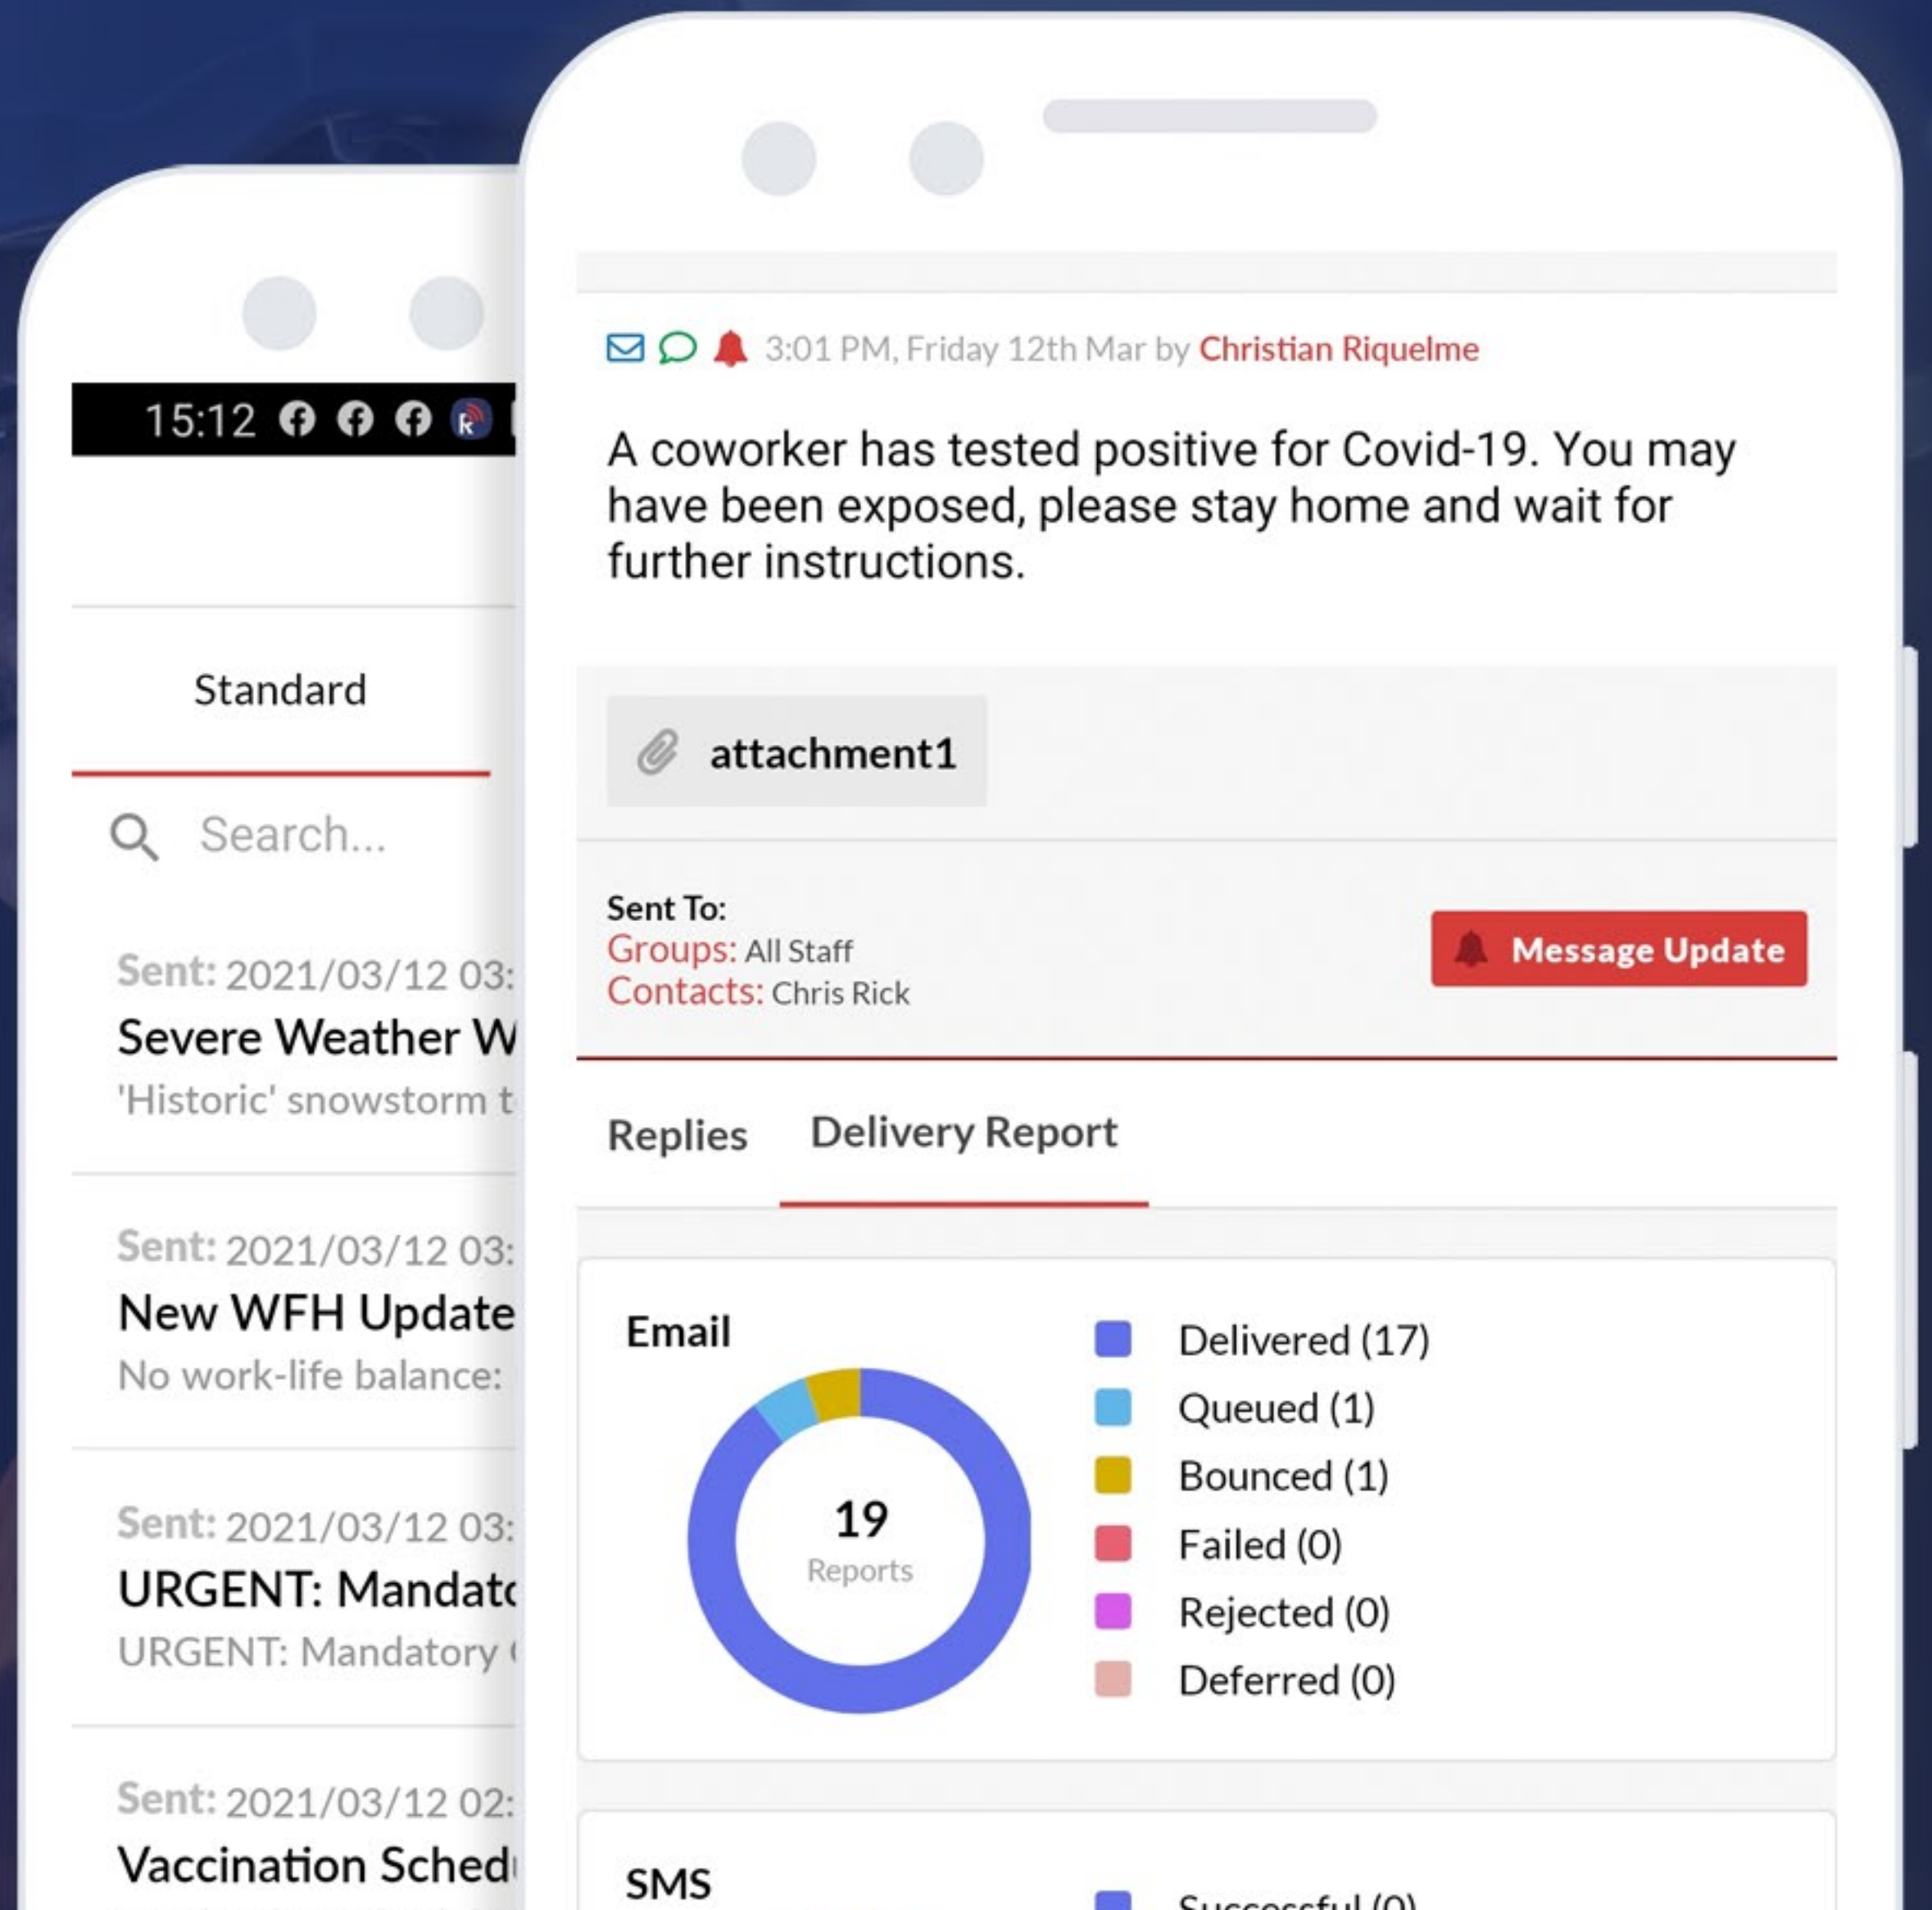 15:12
Standard
Search...
Sent: 2021/03/12 03:
Severe Weather
'Historic' snowstorm
Sent: 2021/03/12 03:
New WFH Update
No work-life balance:
Sent: 2021/03/12 03:
URGENT:
URGENT: Mandatory
Sent: 2021/03/12 02:
Vaccination
3:01 PM, Friday 12th Mar by Christian Riquelme
A coworker has tested positive for Covid-19. You may
have been exposed, please stay home and wait for
further instructions.
attachment1
Sent To:
Groups: All Staff
Contacts: Chris Rick
Message Update
Replies Delivery Report
Email
19
Reports
Delivered (17)
Queued (1)
Bounced (1)
Failed (0)
Rejected (0)
Deferred (0)
SMS
Successful (0)